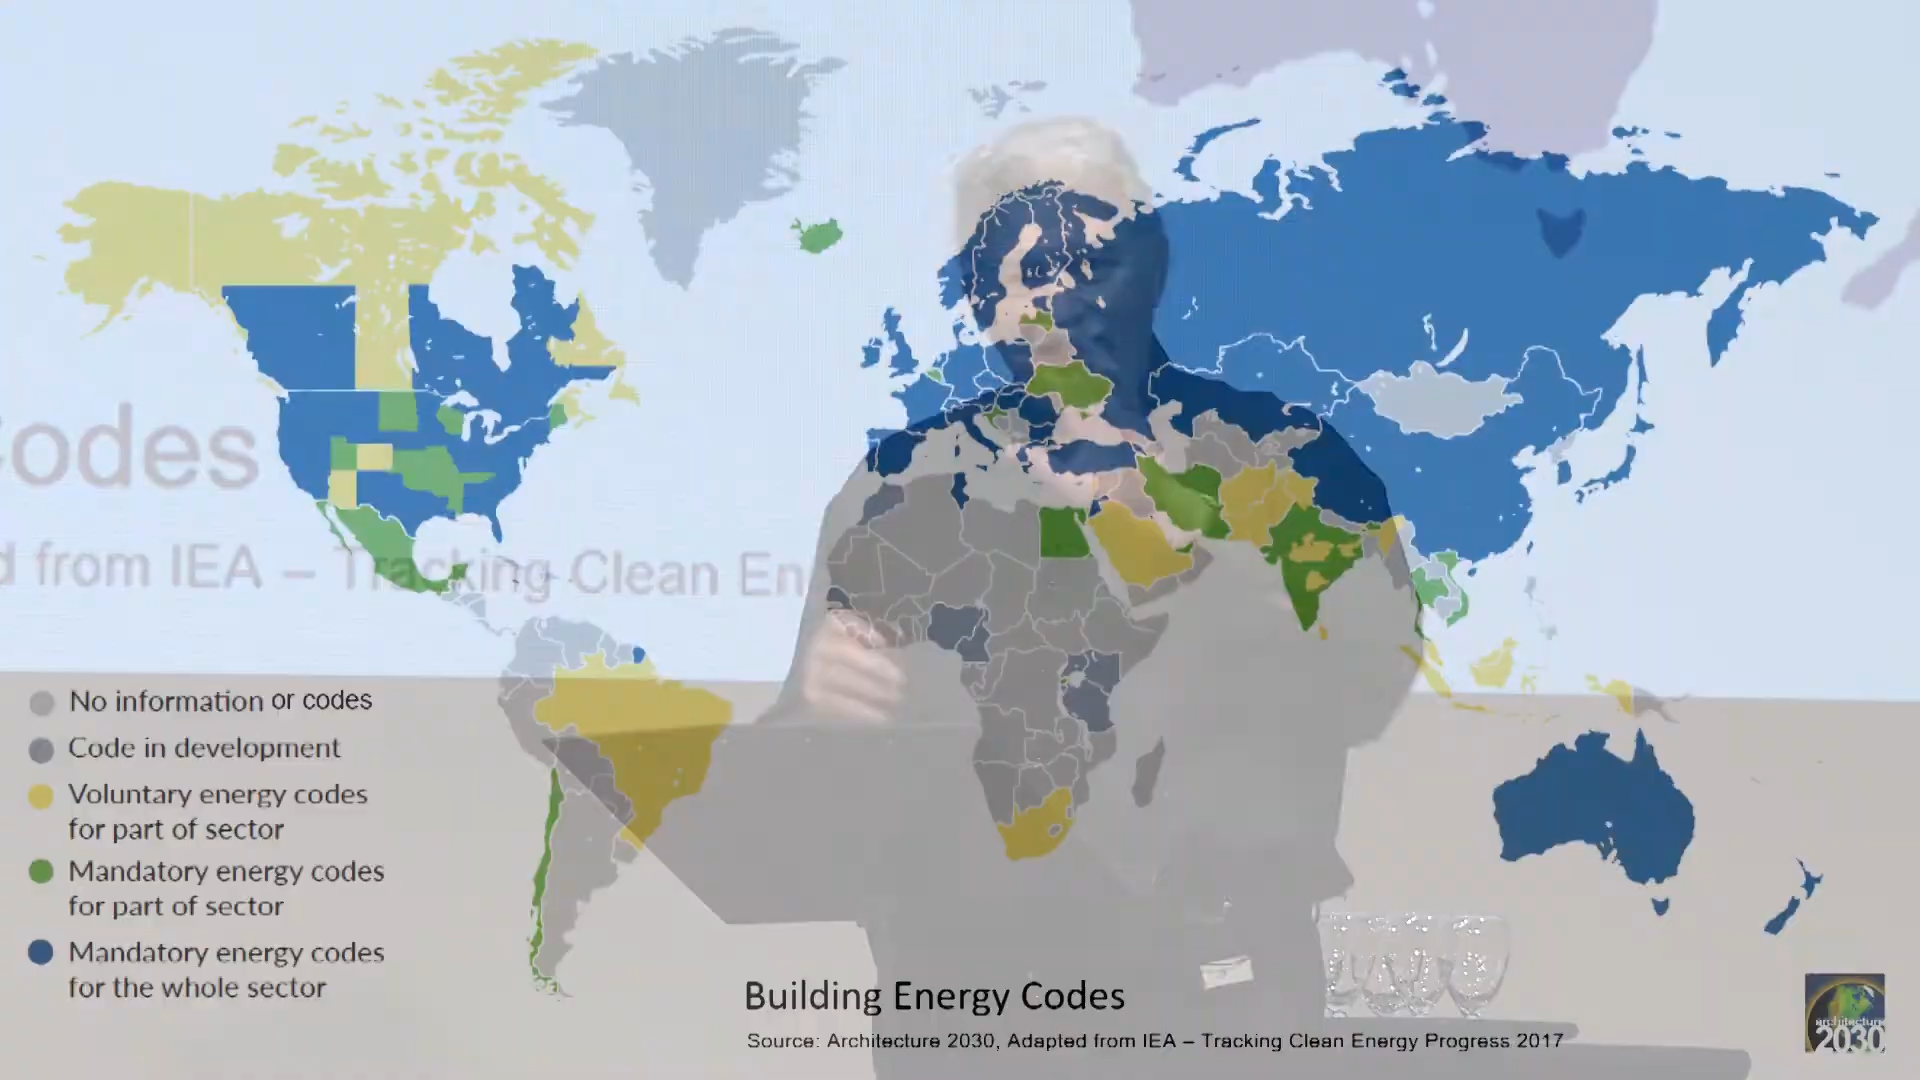 Codes
d from IEA – Tracking Clean En
No information or codes
Code in development
Voluntary energy codes
for part of sector
Mandatory energy codes
for part of sector
Mandatory energy codes
for the whole sector
Building Energy Codes
Source: Architecture 2030, Adapted from IEA – Tracking Clean Energy Progress 2017
architecture
2030